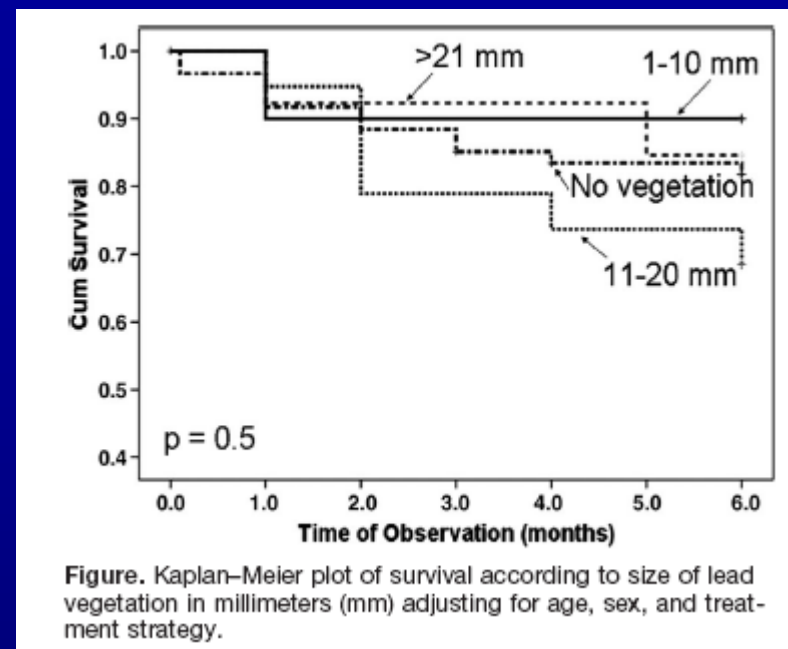 1.0
>21 mm
1-10 mm
0.9
0.8
No vegetation
0.7
11-20 mm
Cum Survival
0.6
0.5
p = 0.5
0.4
0.0 1.0 2.0 3.0 4.0 5.0 6.0
Time of Observation (months)
Figure. Kaplan–Meier plot of survival according to size of lead
vegetation in millimeters (mm) adjusting for age, sex, and treat-
ment strategy.